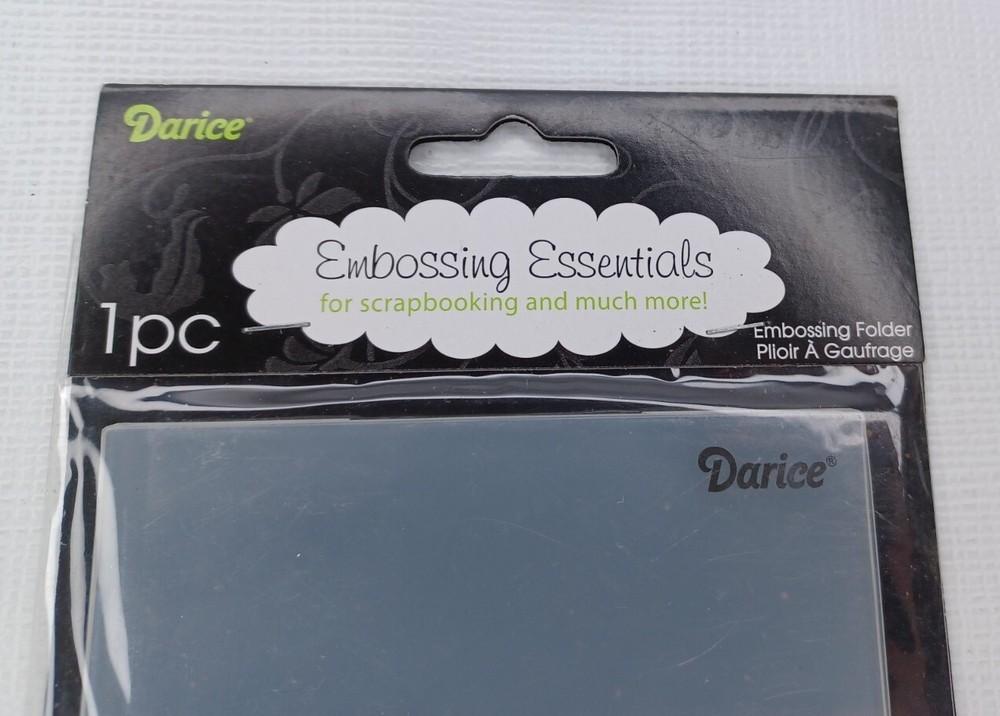 Darice
Embossing Essentials
for scrapbooking and much more!
1pc
Embossing Folder
Plioir À Gaufrage
Darice®